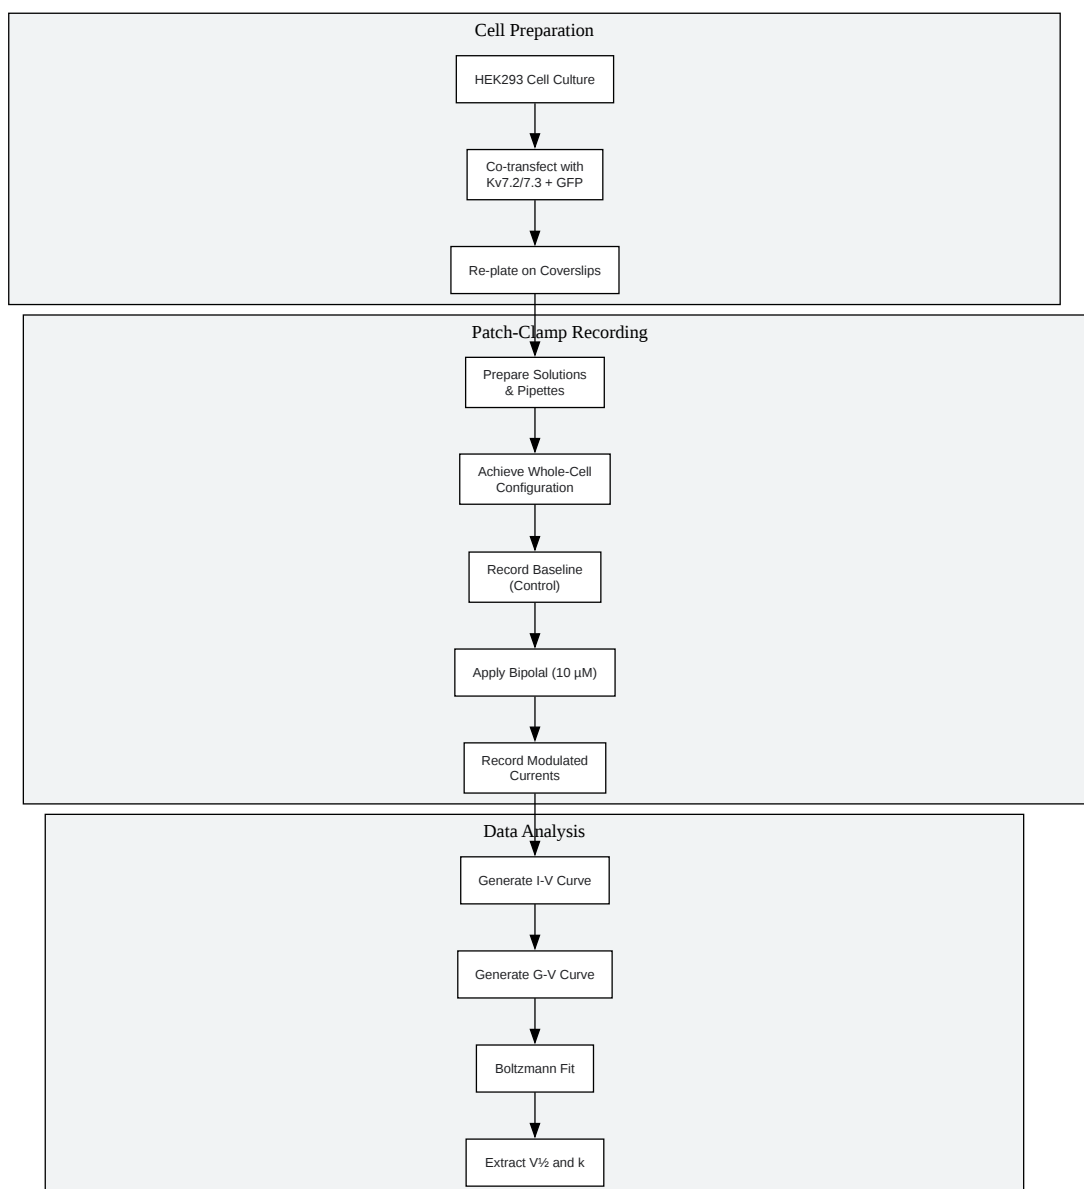 Cell Preparation
HEK293 Cell Culture
Co-transfect with
Kv7.2/7.3 + GFP
Re-plate on Coverslips
Patch-Clamp Recording
Prepare Solutions
& Pipettes
Achieve Whole-Cell
Configuration
Record Baseline
(Control)
Apply Bipolal (10 µM)
Record Modulated
Currents
Data Analysis
Generate I-V Curve
Generate G-V Curve
Boltzmann Fit
Extract V½ and k